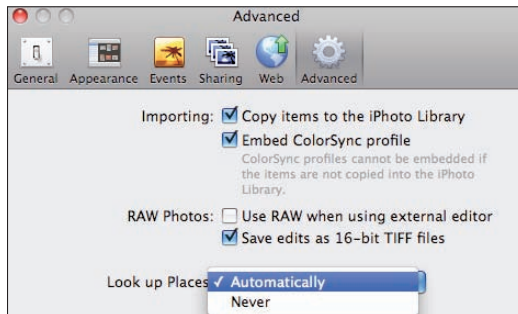 Advanced
General Appearance Events Sharing Web Advanced
Importing: Copy items to the iPhoto Library
Embed ColorSync profile
ColorSync profiles cannot be embedded if
the items are not copied into the iPhoto
Library.
RAW Photos: Use RAW when using external editor
Save edits as 16-bit TIFF files
Look up Places Automatically
Never